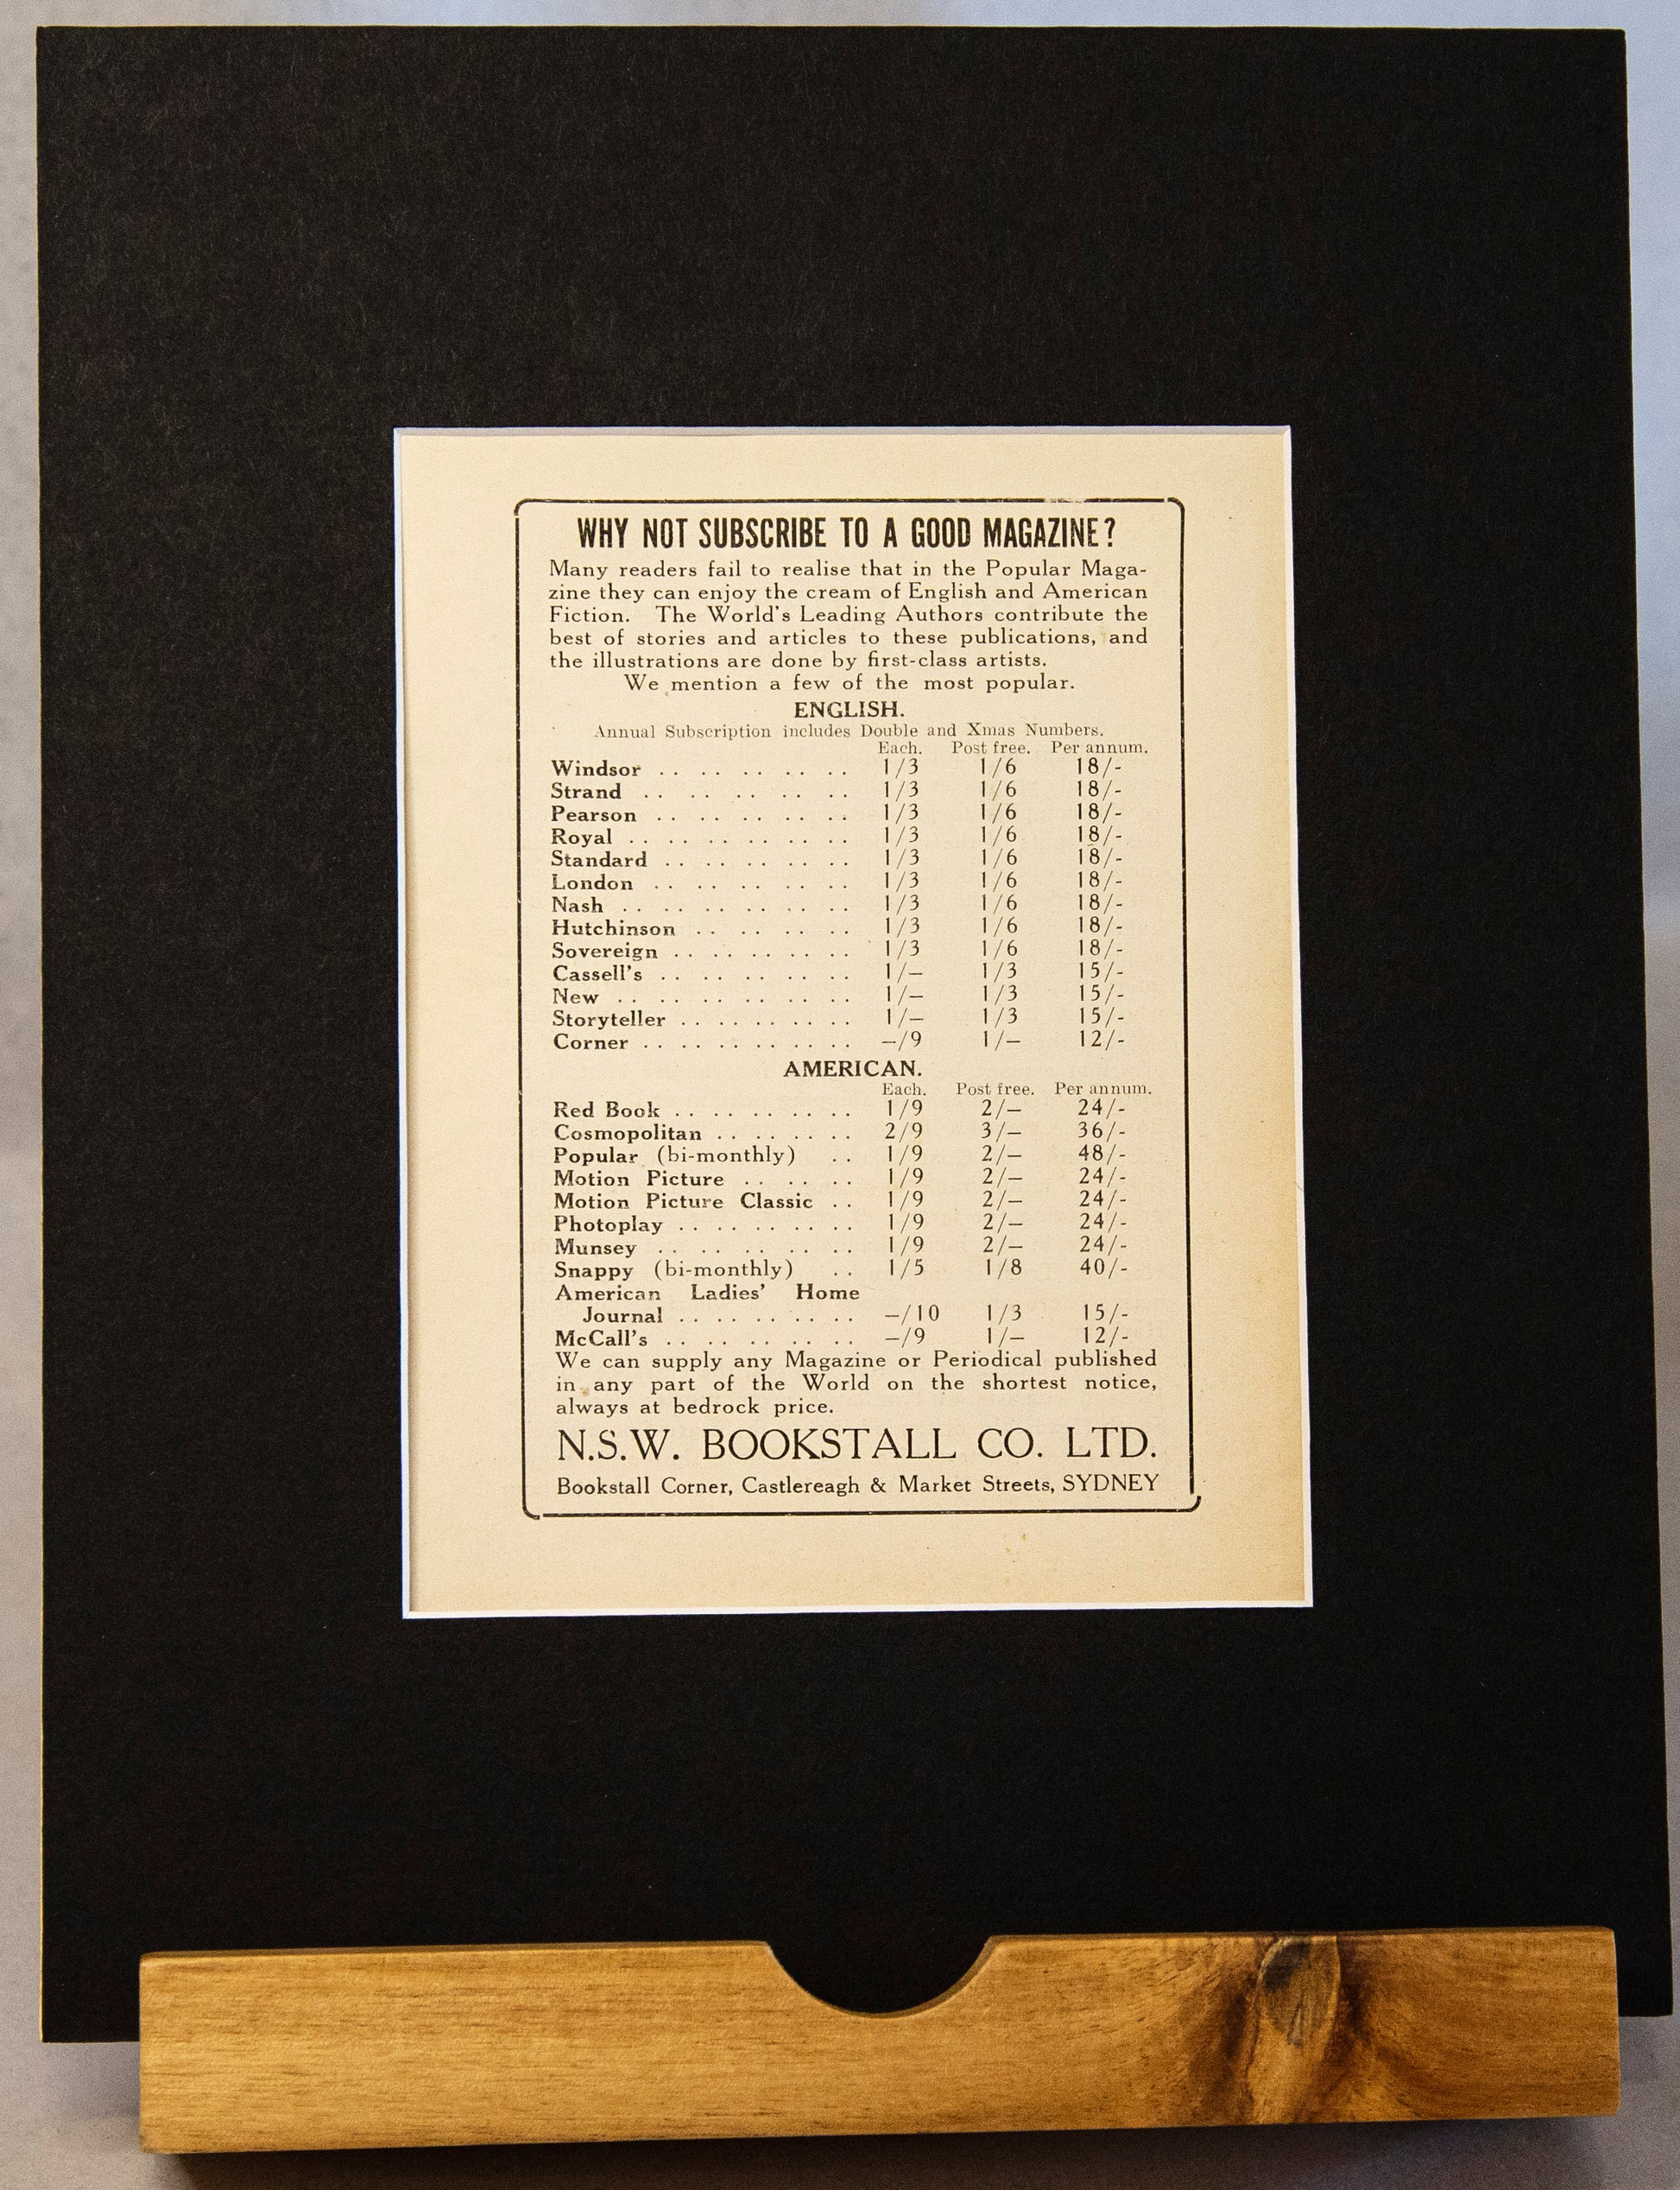 WHY NOT SUBSCRIBE TO A GOOD MAGAZINE?
Many readers fail to realise that in the Popular Maga-
zine they can enjoy the cream of English and American
Fiction. The World's Leading Authors contribute the
best of stories and articles to these publications, and
the illustrations are done by first-class artists.
We mention a few of the most popular.
ENGLISH.
Annual Subscription includes Double and Xmas Numbers.
Each. Post free. Per annum.
Windsor .. .. .. .. .. 1/3 1/6 18/-
Strand .. .. .. .. .. 1/3 1/6 18/-
Pearson .. .. .. .. .. 1/3 1/6 18/-
Royal .. .. .. .. .. .. 1/3 1/6 18/-
Standard .. .. .. .. .. 1/3 1/6 18/-
London .. .. .. .. .. 1/3 1/6 18/-
Nash .. .. .. .. .. .. 1/3 1/6 18/-
Hutchinson .. .. .. .. 1/3 1/6 18/-
Sovereign .. .. .. .. .. 1/3 1/6 18/-
Cassell's .. .. .. .. .. 1/– 1/3 15/-
New .. .. .. .. .. .. 1/– 1/3 15/-
Storyteller .. .. .. .. .. 1/– 1/3 15/-
Corner .. .. .. .. .. .. –/9 1/– 12/-
AMERICAN.
Each. Post free. Per annum.
Red Book .. .. .. .. .. 1/9 2/– 24/-
Cosmopolitan .. .. .. .. 2/9 3/– 36/-
Popular (bi-monthly) .. 1/9 2/– 48/-
Motion Picture .. .. .. 1/9 2/– 24/-
Motion Picture Classic .. 1/9 2/– 24/-
Photoplay .. .. .. .. .. 1/9 2/– 24/-
Munsey .. .. .. .. .. 1/9 2/– 24/-
Snappy (bi-monthly) .. 1/5 1/8 40/-
American Ladies' Home
Journal .. .. .. .. .. –/10 1/3 15/-
McCall's .. .. .. .. .. –/9 1/– 12/-
We can supply any Magazine or Periodical published
in any part of the World on the shortest notice,
always at bedrock price.
N.S.W. BOOKSTALL CO. LTD.
Bookstall Corner, Castlereagh & Market Streets, SYDNEY